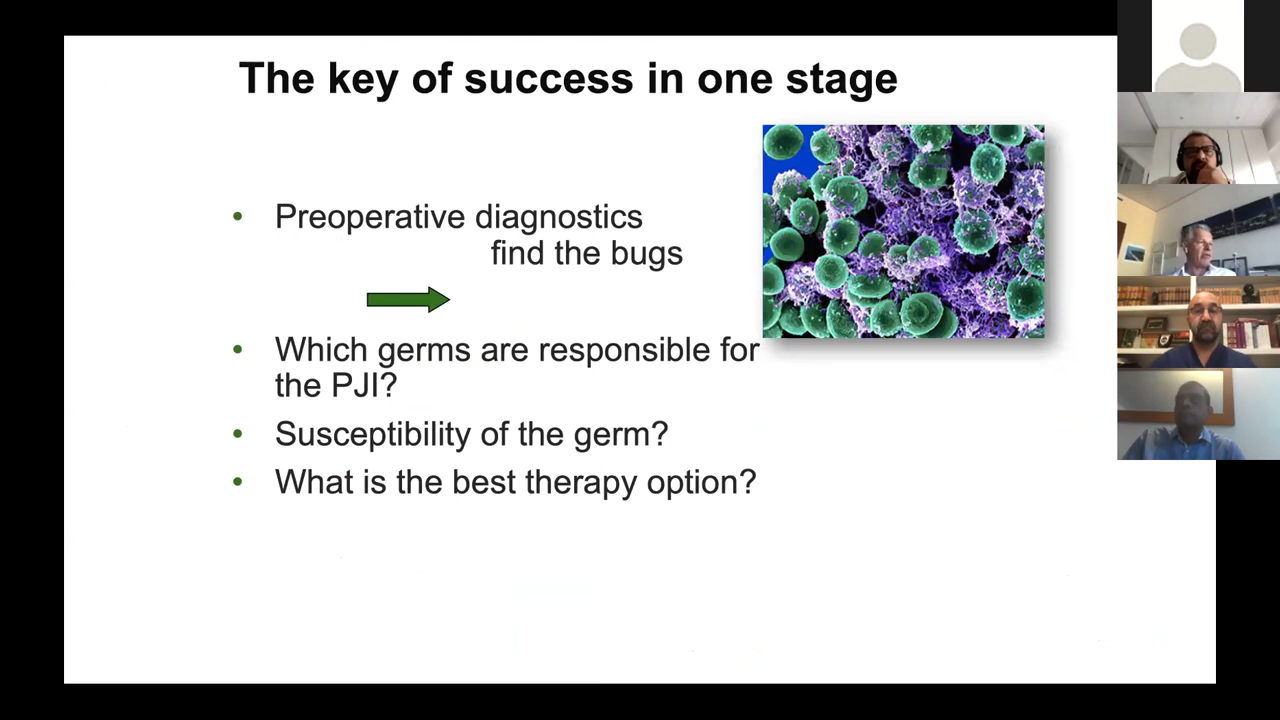 The key of success in one stage
• Preoperative diagnostics
find the bugs
• Which germs are responsible for
the PJI?
• Susceptibility of the germ?
• What is the best therapy option?